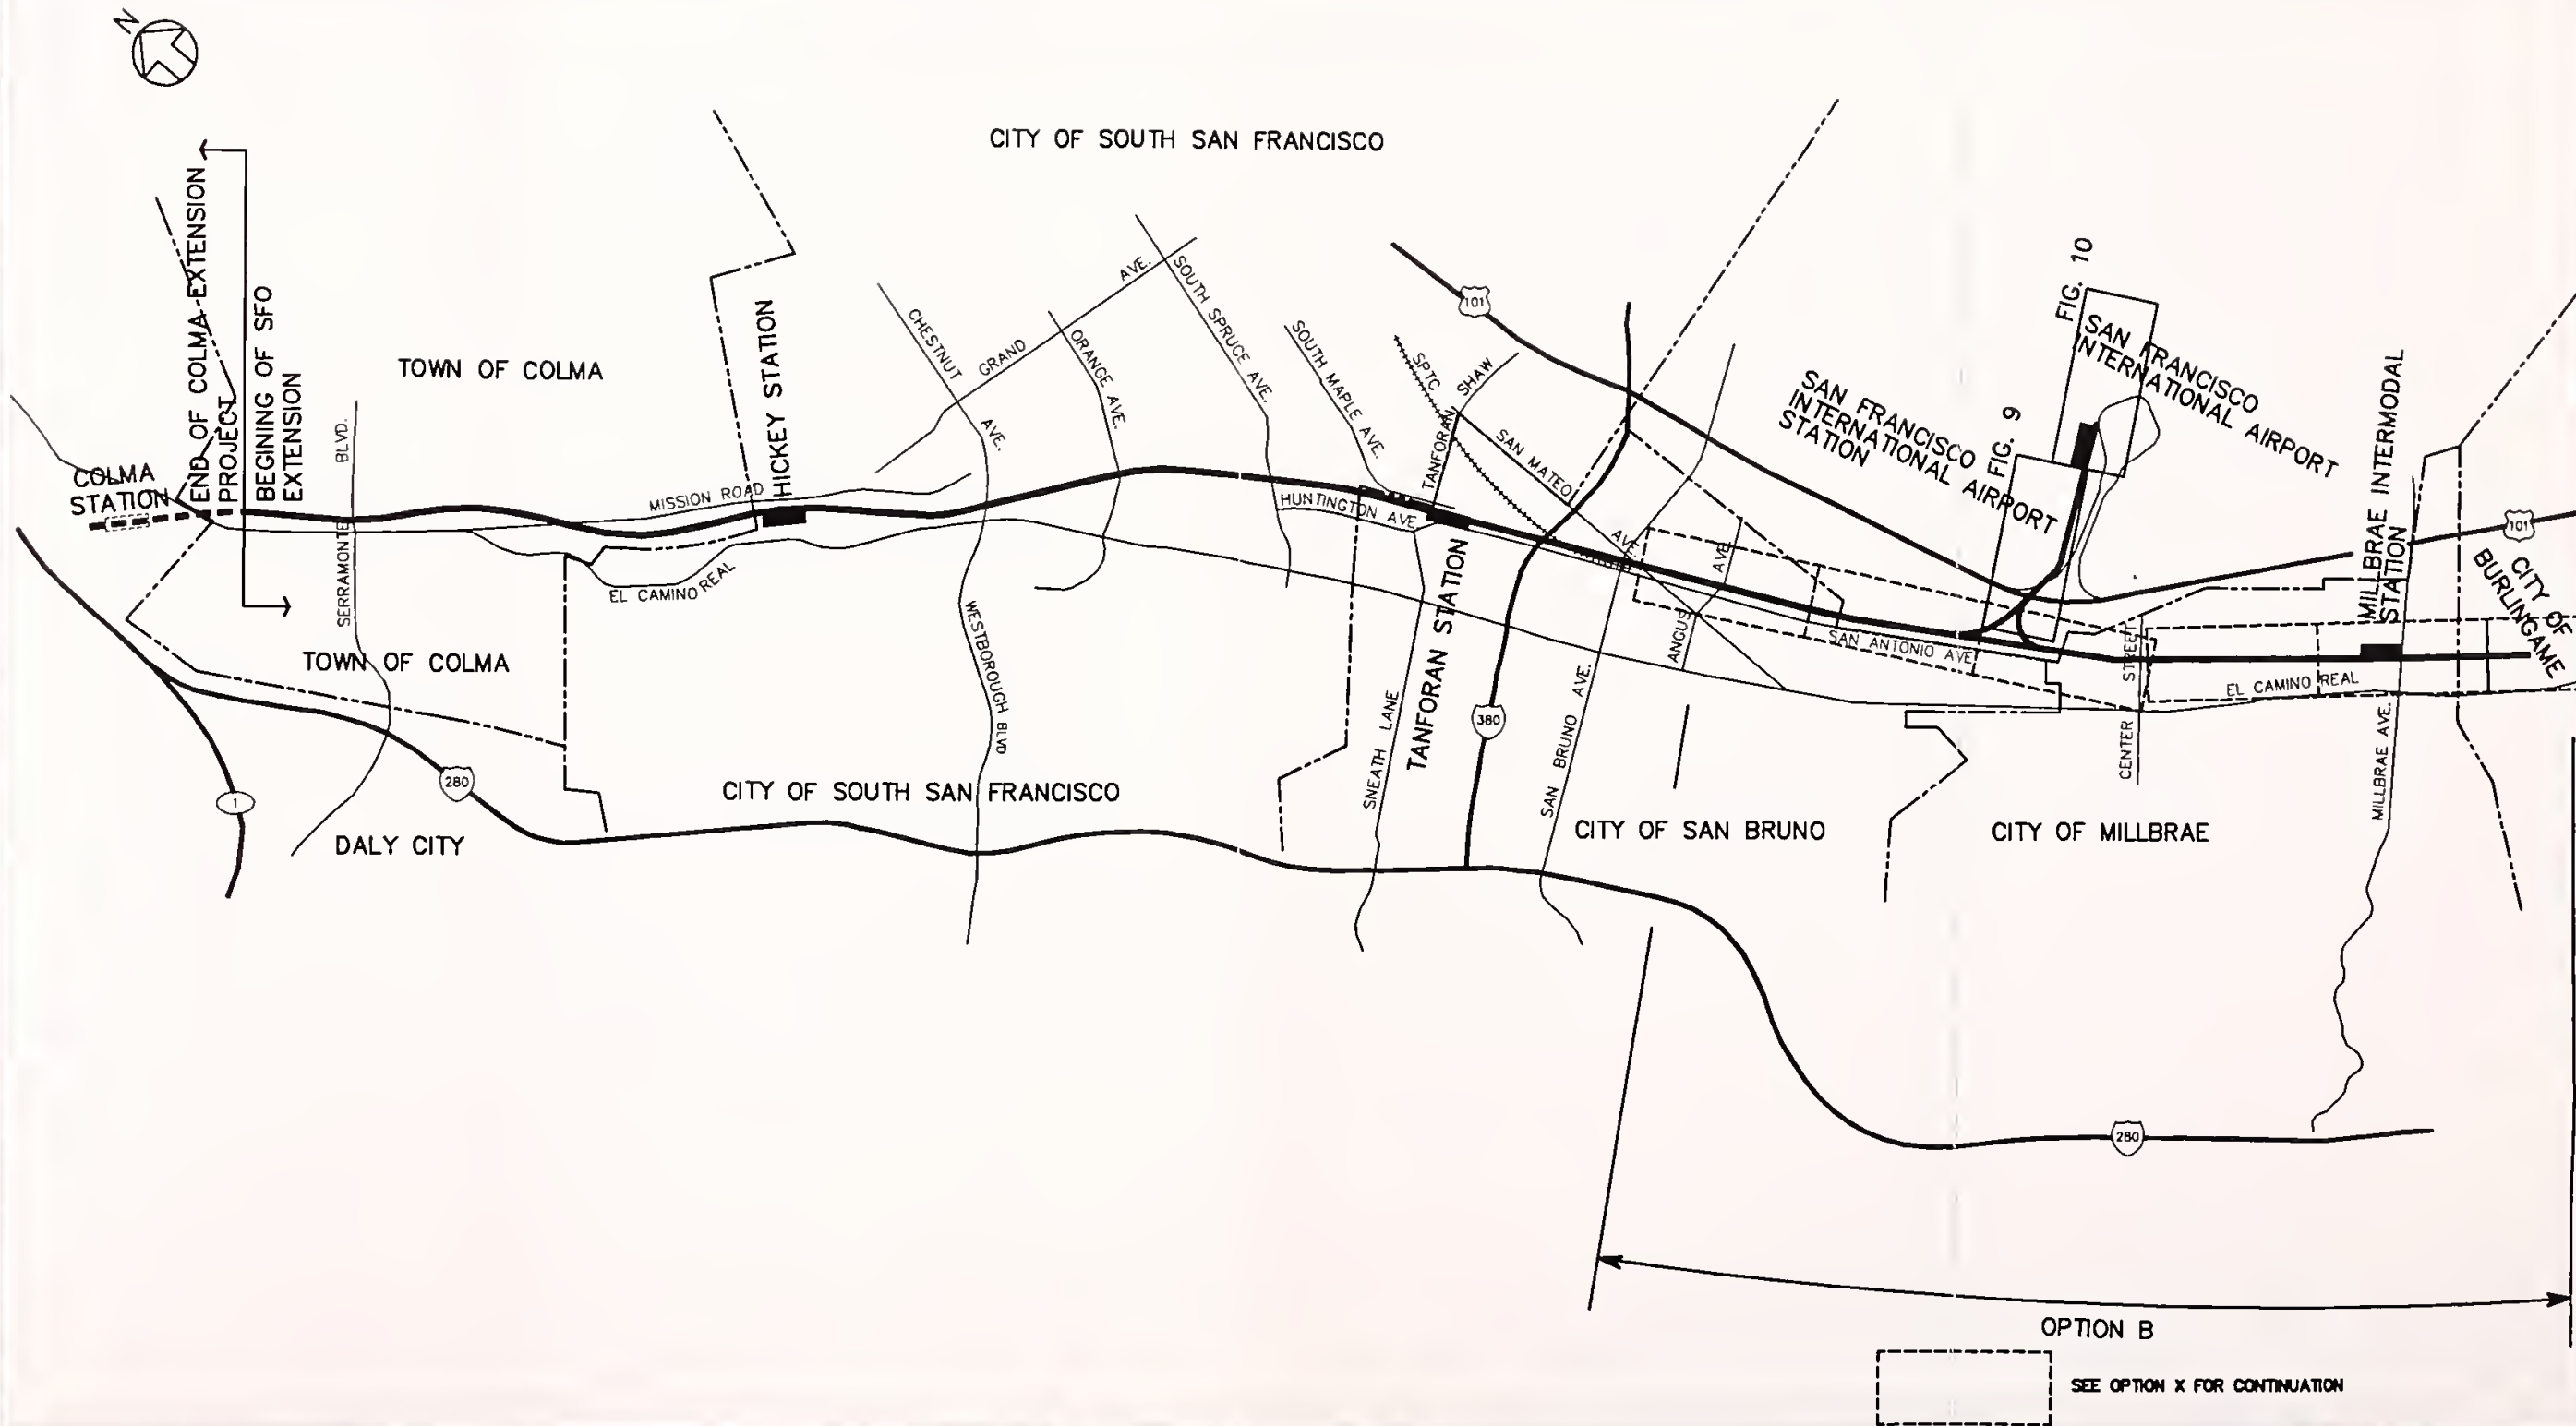 N
CITY OF SOUTH SAN FRANCISCO
END OF COLMA EXTENSION
PROJECT
BEGINING OF SFO
EXTENSION
TOWN OF COLMA
COLMA
STATION
SERRAMONTE BLVD.
MISSION ROAD
HICKEY STATION
EL CAMINO REAL
TOWN OF COLMA
1
280
DALY CITY
CHESTNUT AVE.
GRAND AVE.
ORANGE AVE.
SOUTH SPRUCE AVE.
SOUTH MAPLE AVE.
WESTBOROUGH BLVD
CITY OF SOUTH SAN FRANCISCO
HUNTINGTON AVE
SPTC
TANFORAN
SHAW
SAN MATEO AVE.
101
SNEATH LANE
TANFORAN STATION
380
SAN BRUNO AVE.
ANGUS AVE.
SAN ANTONIO AVE
CITY OF SAN BRUNO
SAN FRANCISCO
INTERNATIONAL AIRPORT
STATION
FIG. 9
FIG. 10
SAN FRANCISCO
INTERNATIONAL AIRPORT
CENTER STREET
CITY OF MILLBRAE
EL CAMINO REAL
MILLBRAE INTERMODAL
STATION
MILLBRAE AVE.
101
CITY OF
BURLINGAME
280
OPTION B
SEE OPTION X FOR CONTINUATION